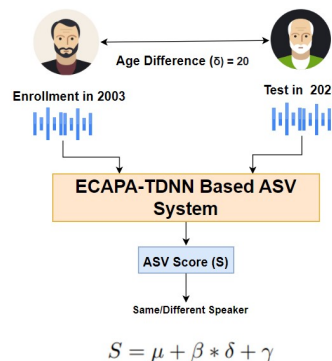 Age Difference (δ) = 20
Enrollment in 2003
Test in 202
ECAPA-TDNN Based ASV
System
ASV Score (S)
Same/Different Speaker
S = μ + β * δ + γ